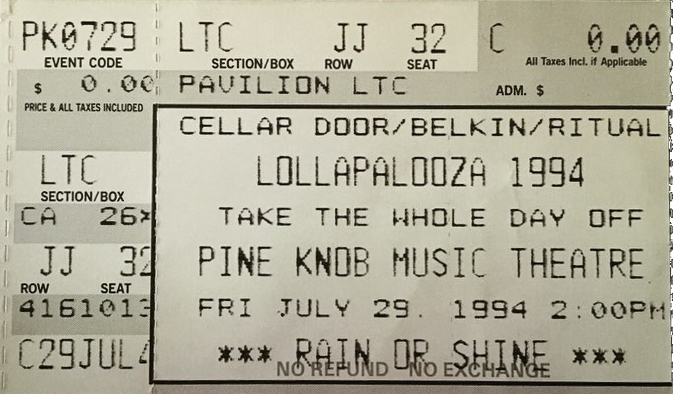 PK0729 LTC JJ 32 C 0.00
EVENT CODE SECTION/BOX ROW SEAT All Taxes Incl. if Applicable
$ 0.00 PAVILION LTC ADM. $
PRICE & ALL TAXES INCLUDED
CELLAR DOOR/BELKIN/RITUAL
LTC LOLLAPALOOZA 1994
SECTION/BOX
CA 26* TAKE THE WHOLE DAY OFF
JJ 32 PINE KNOB MUSIC THEATRE
ROW SEAT
4161013 FRI JULY 29. 1994 2:00PM
C29JUL4 *** RAIN OR SHINE ***
NO REFUND NO EXCHANGE